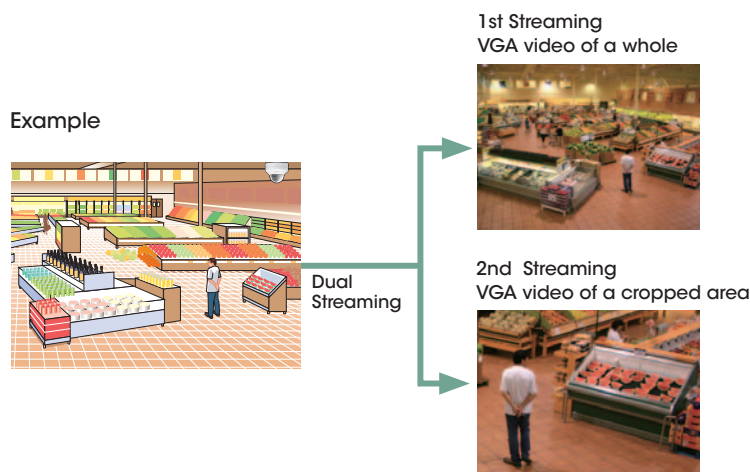 1st Streaming
VGA video of a whole
Example
Dual
Streaming
2nd Streaming
VGA video of a cropped area